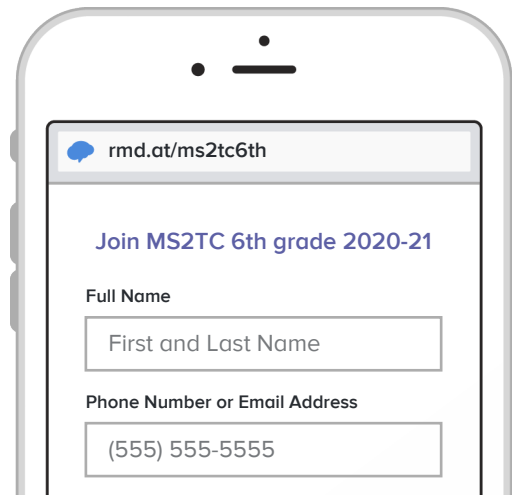 rmd.at/ms2tc6th
Join MS2TC 6th grade 2020-21
Full Name
First and Last Name
Phone Number or Email Address
(555) 555-5555